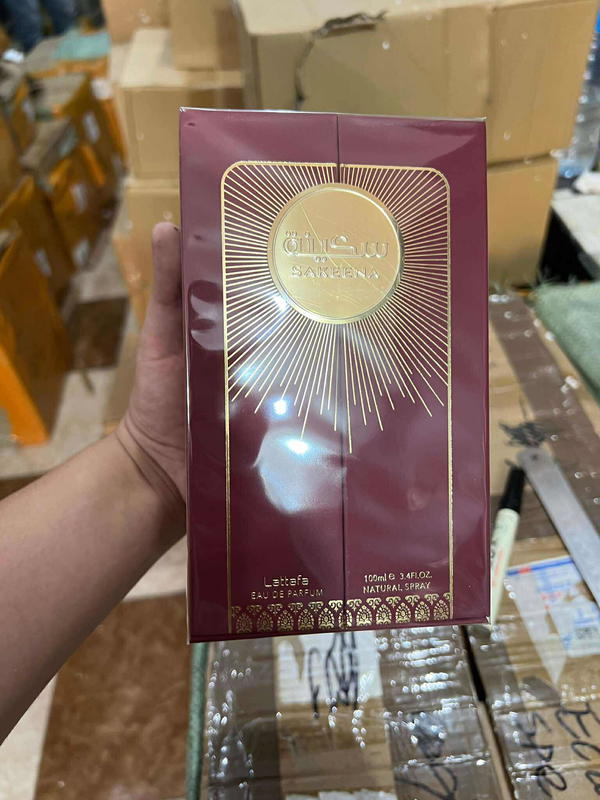 سكينة
SAKEENA
Lattafa
EAU DE PARFUM
100ml e 3.4FL.OZ.
NATURAL SPRAY